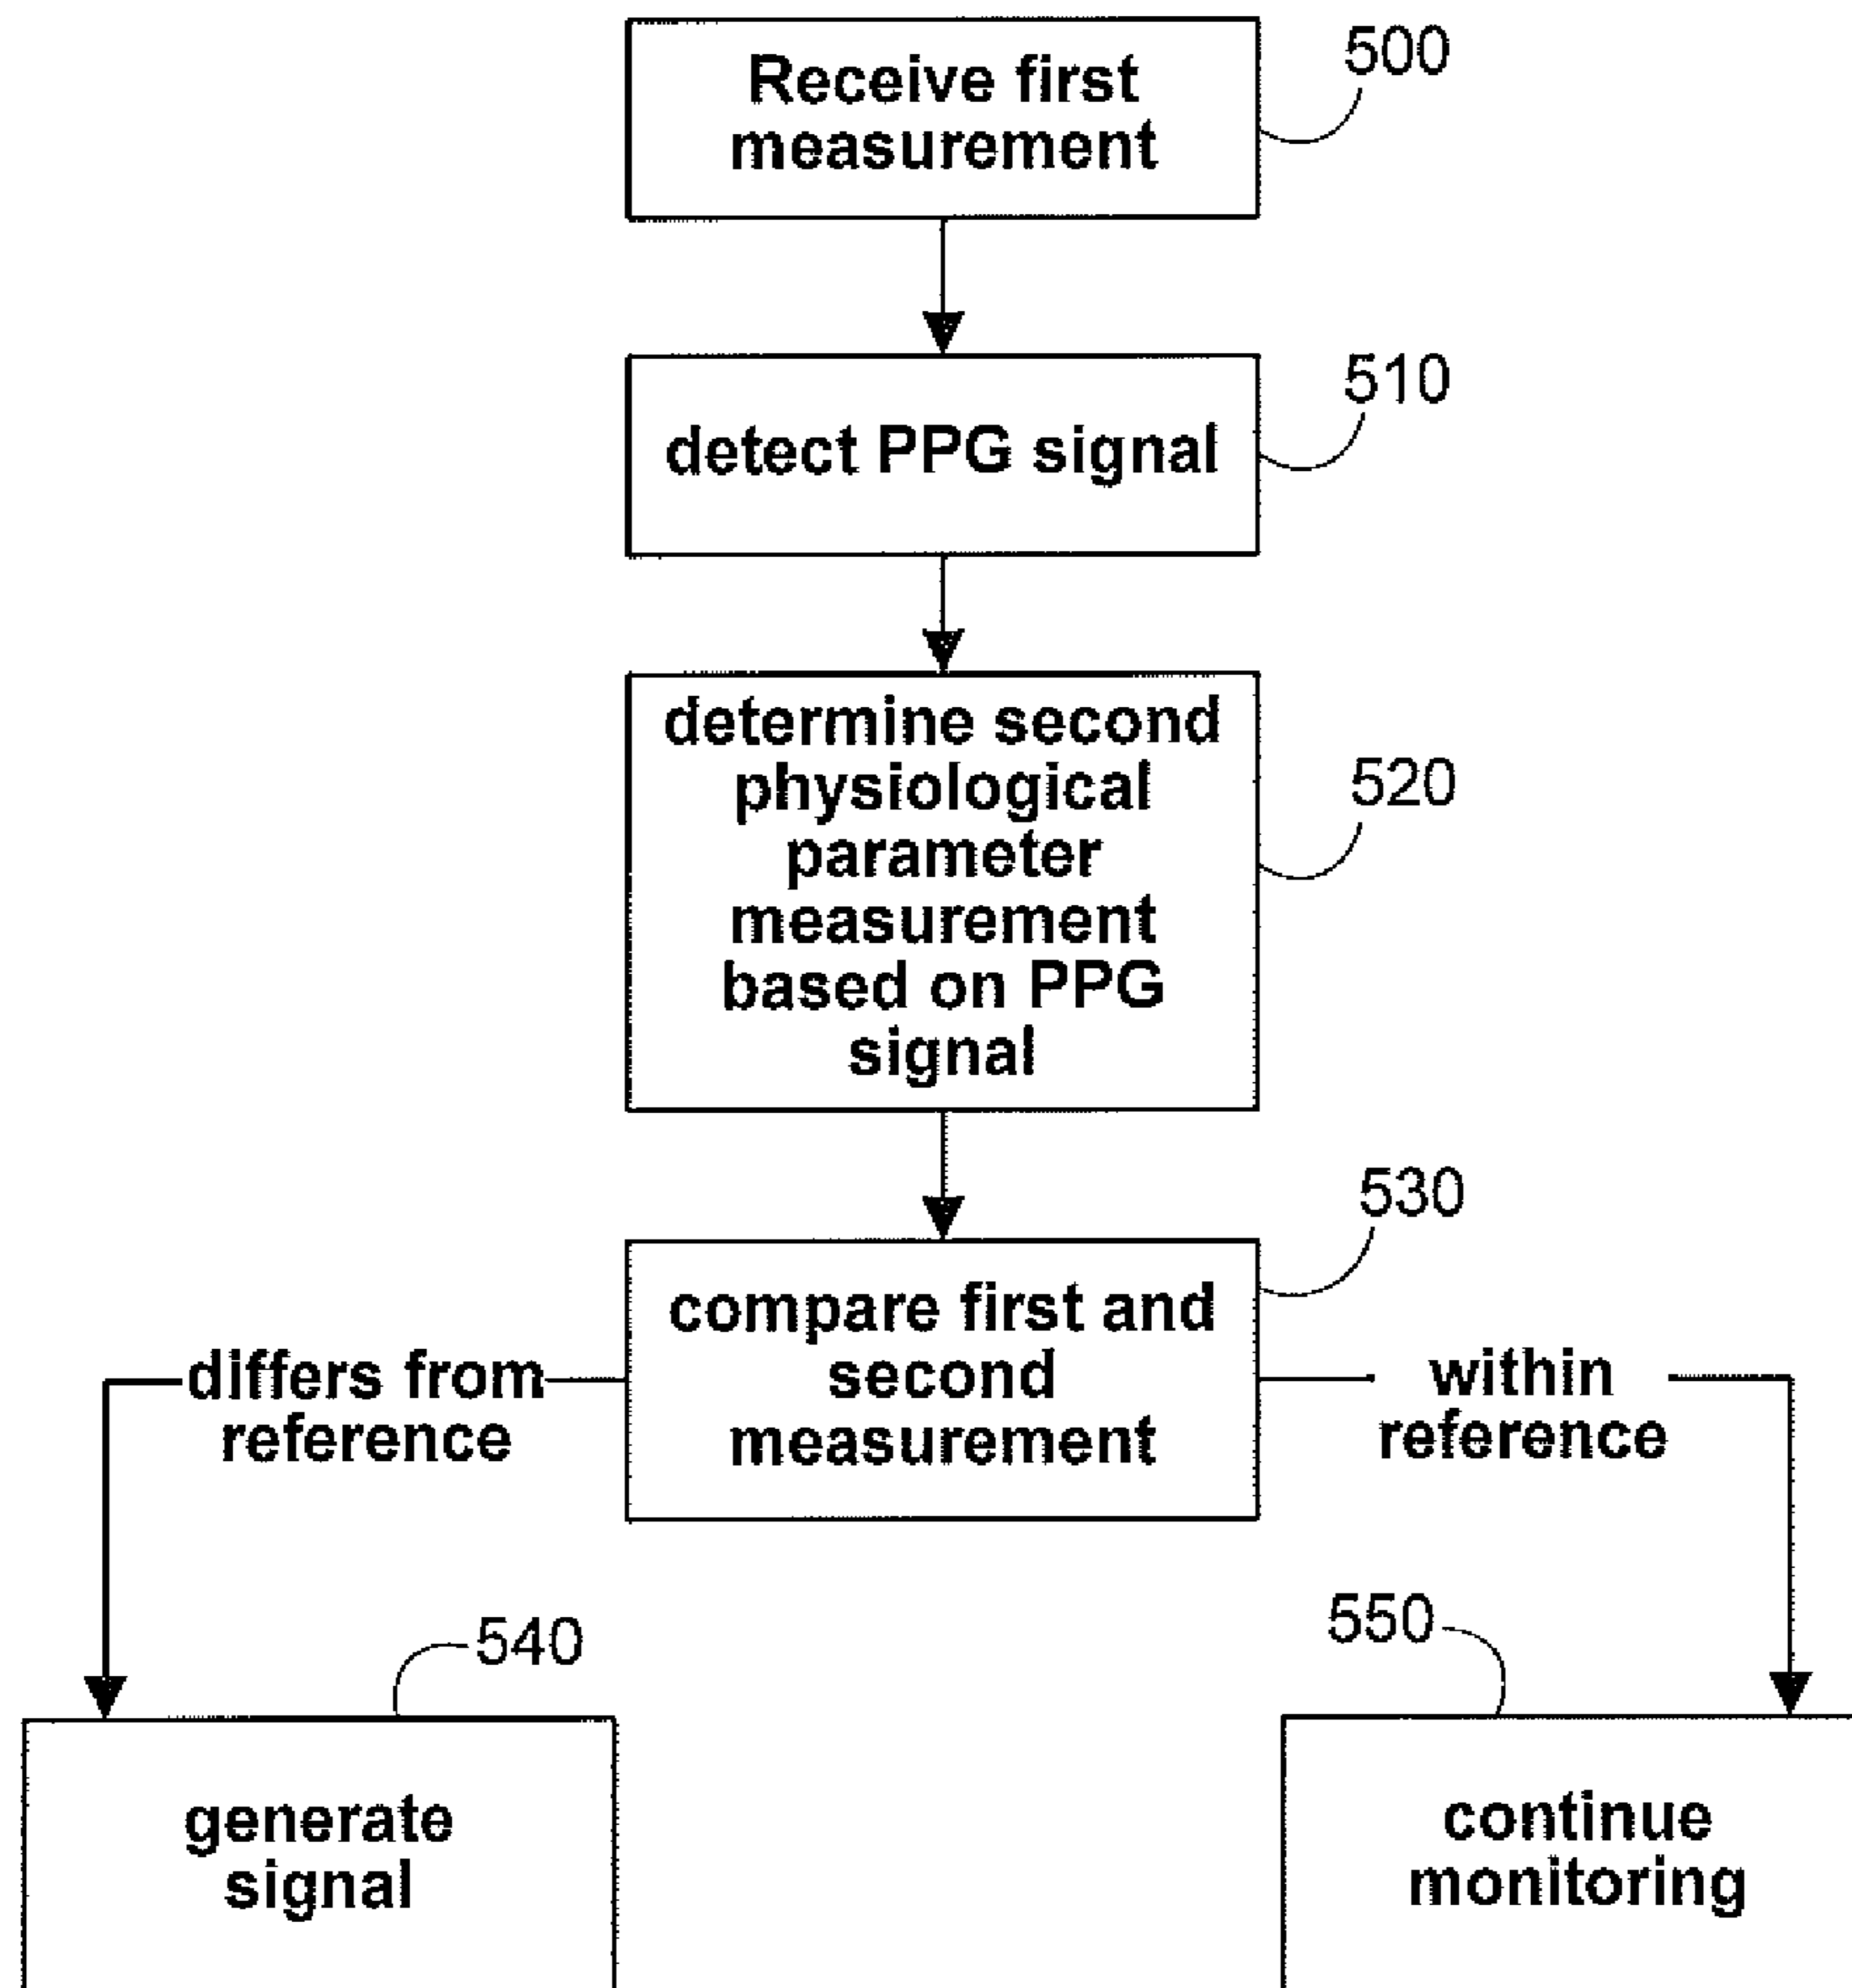 Receive first
measurement
500
detect PPG signal
510
determine second
physiological
parameter
measurement
based on PPG
signal
520
compare first and
second
measurement
530
differs from
reference
within
reference
540
generate
signal
550
continue
monitoring